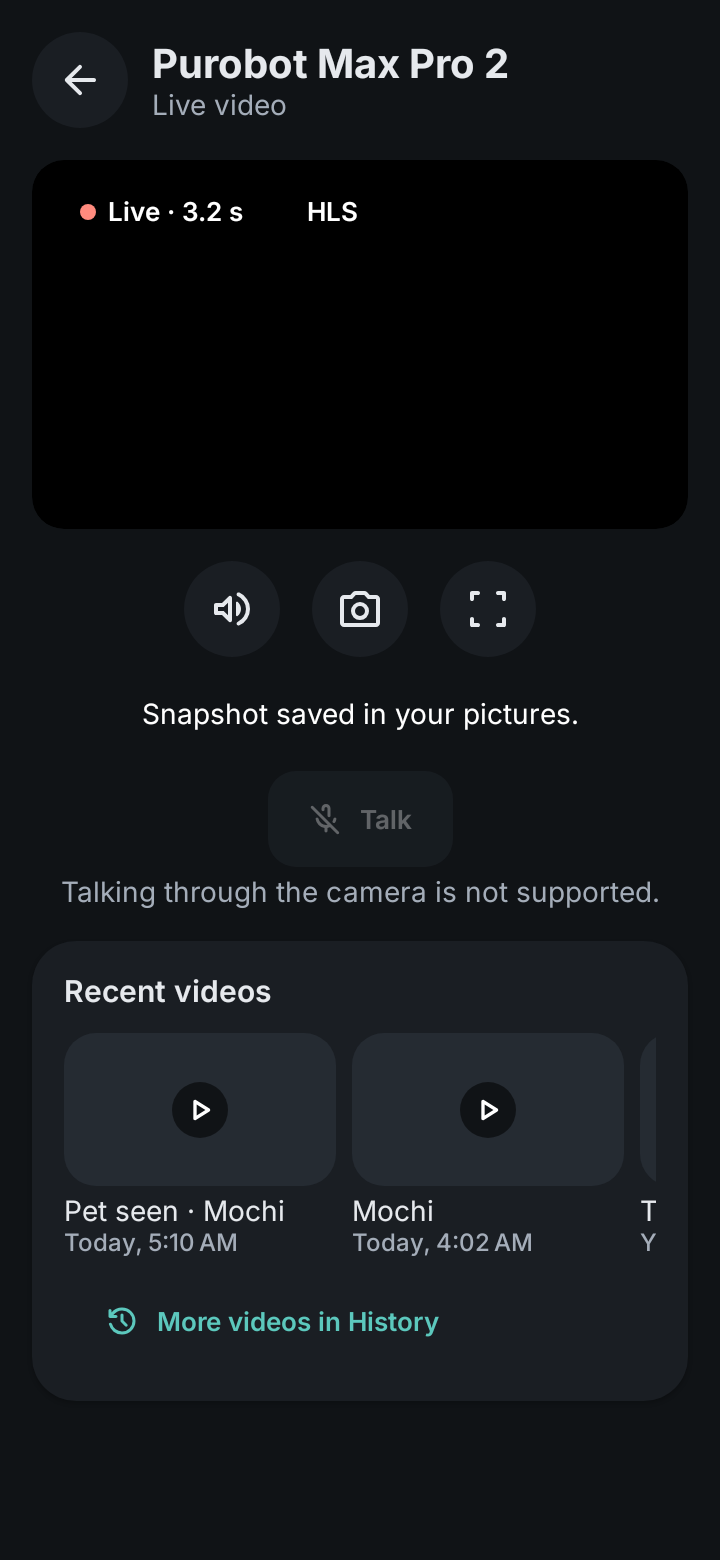 Purobot Max Pro 2
Live video
Live · 3.2 s HLS
Snapshot saved in your pictures.
Talk
Talking through the camera is not supported.
Recent videos
Pet seen · Mochi Mochi T
Today, 5:10 AM Today, 4:02 AM Y
More videos in History